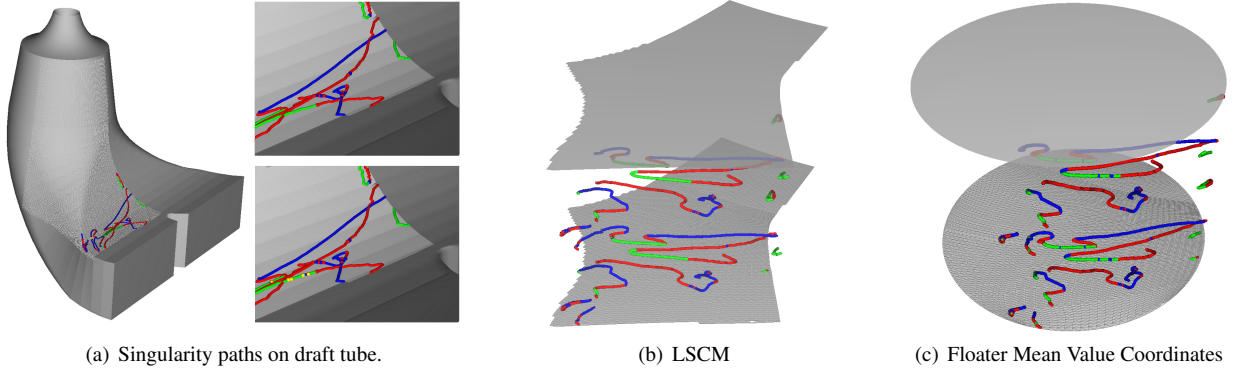 (a) Singularity paths on draft tube.
(b) LSCM
(c) Floater Mean Value Coordinates